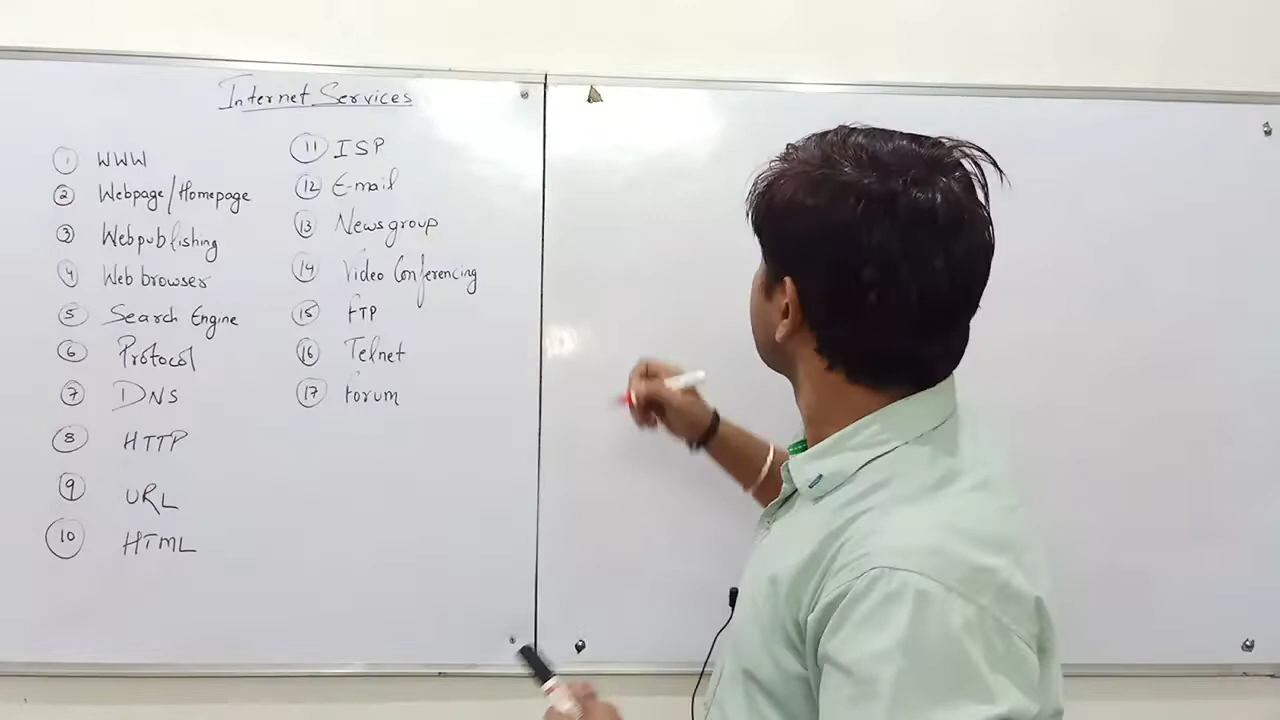 Internet Services
1 WWW
2 Webpage/Homepage
3 Webpublishing
4 Web browser
5 Search Engine
6 Protocol
7 DNS
8 HTTP
9 URL
10 HTML
11 ISP
12 E-mail
13 Newsgroup
14 Video Conferencing
15 FTP
16 Telnet
17 Forum